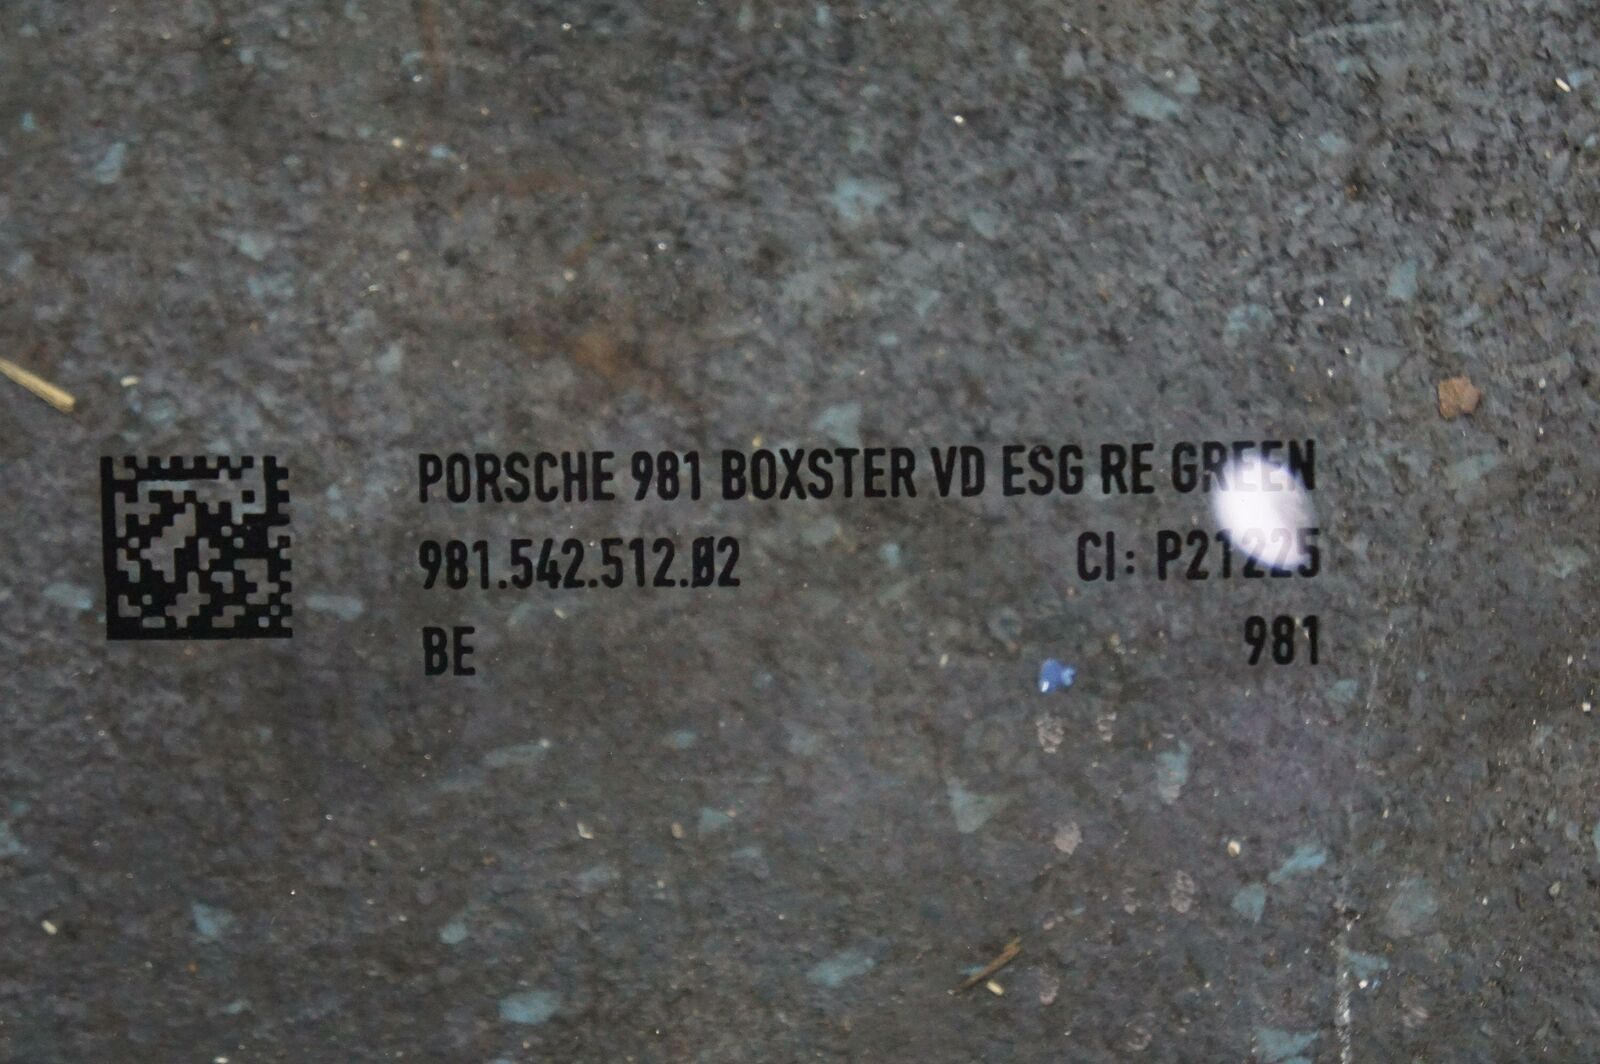 PORSCHE 981 BOXSTER VD ESG RE GREEN
981.542.512.02 CI: P21225
BE 981